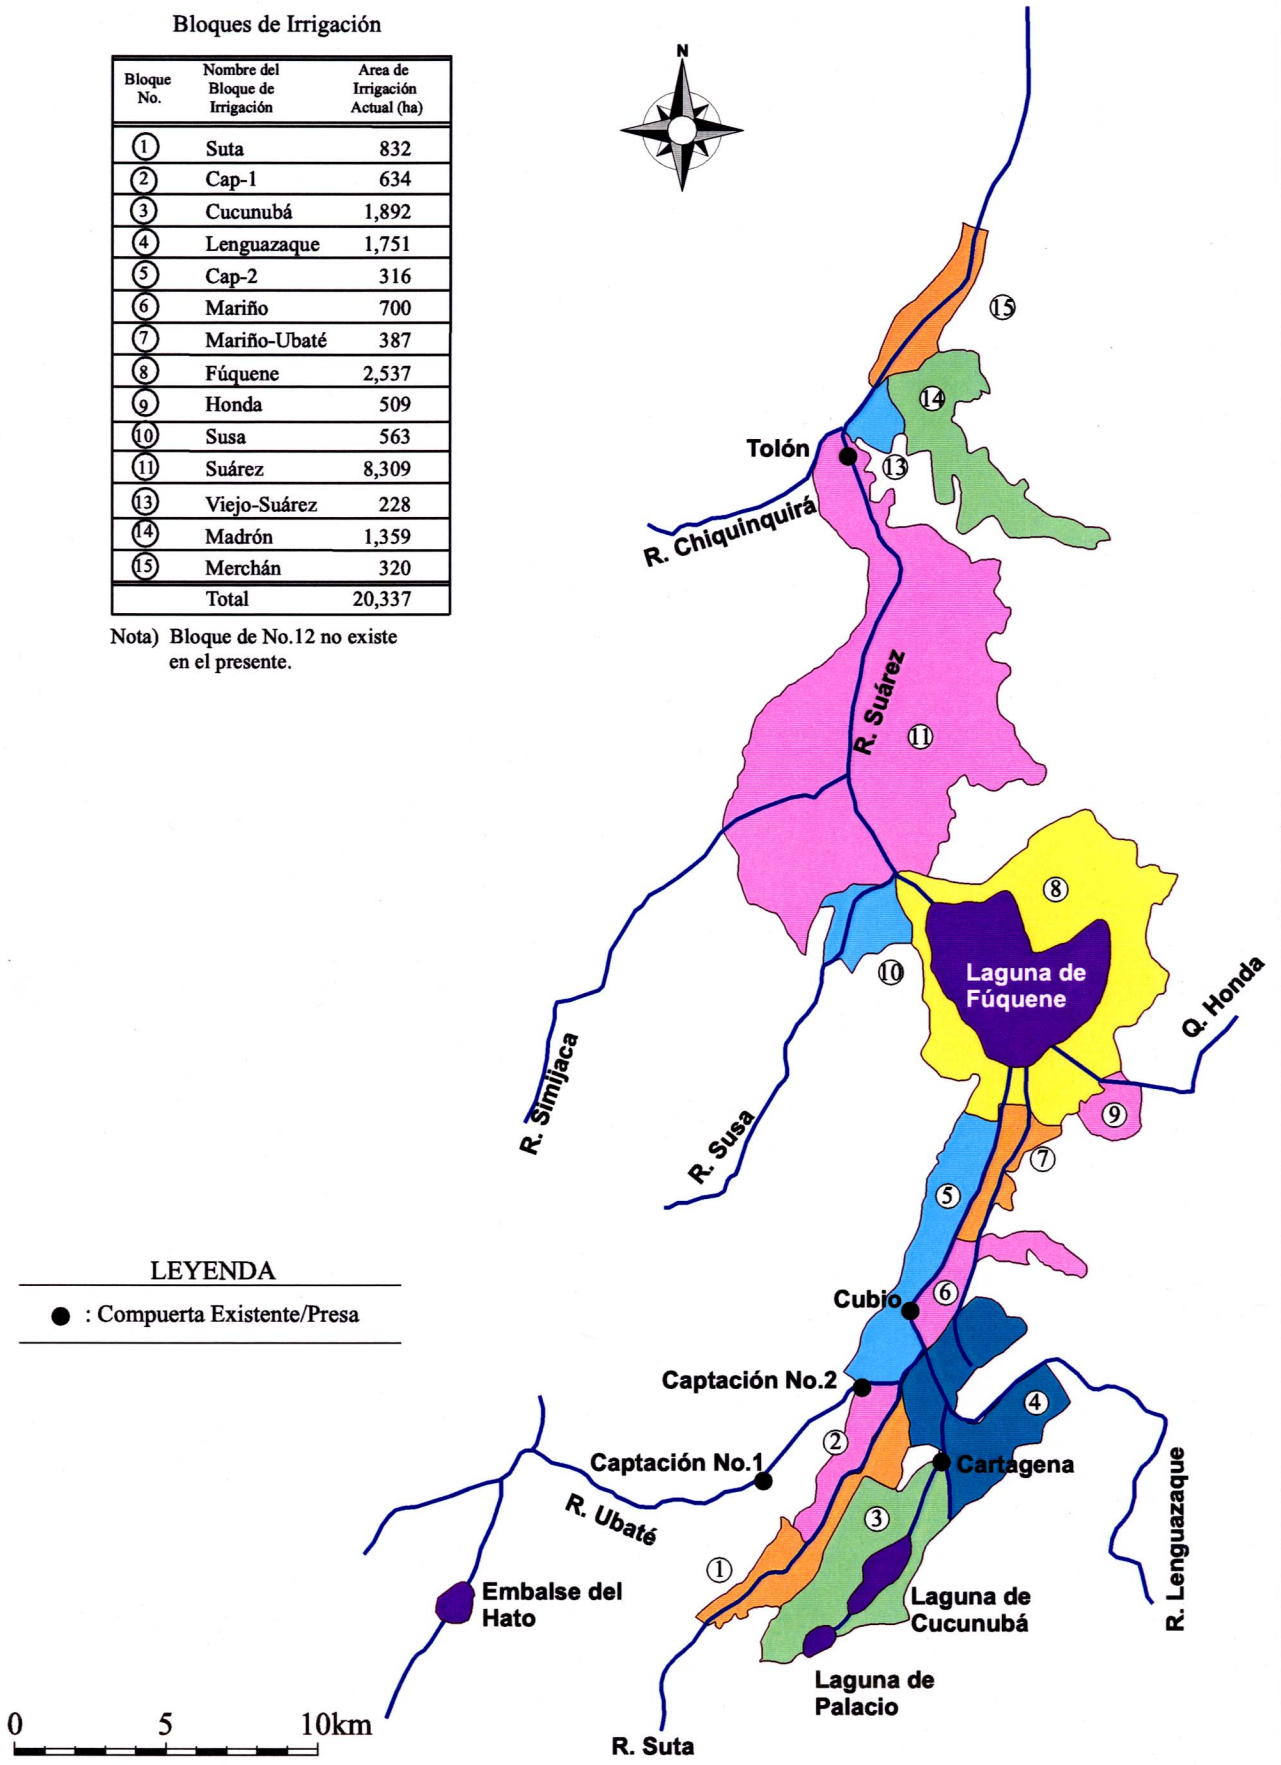 Bloques de Irrigación
Bloque No. Nombre del Bloque de Irrigación Area de Irrigación Actual (ha)
1 Suta 832
2 Cap-1 634
3 Cucunubá 1,892
4 Lenguazaque 1,751
5 Cap-2 316
6 Mariño 700
7 Mariño-Ubaté 387
8 Fúquene 2,537
9 Honda 509
10 Susa 563
11 Suárez 8,309
13 Viejo-Suárez 228
14 Madrón 1,359
15 Merchán 320
Total 20,337
Nota) Bloque de No.12 no existe
en el presente.
N
15
14
Tolón
13
R. Chiquinquirá
R. Suárez
11
8
10
Laguna de
Fúquene
Q. Honda
R. Simijaca
R. Susa
9
7
5
LEYENDA
: Compuerta Existente/Presa
Cubio
6
Captación No.2
4
2
Captación No.1
Cartagena
R. Ubaté
3
R. Lenguazaque
1
Embalse del
Hato
Laguna de
Cucunubá
Laguna de
Palacio
0 5 10km
R. Suta